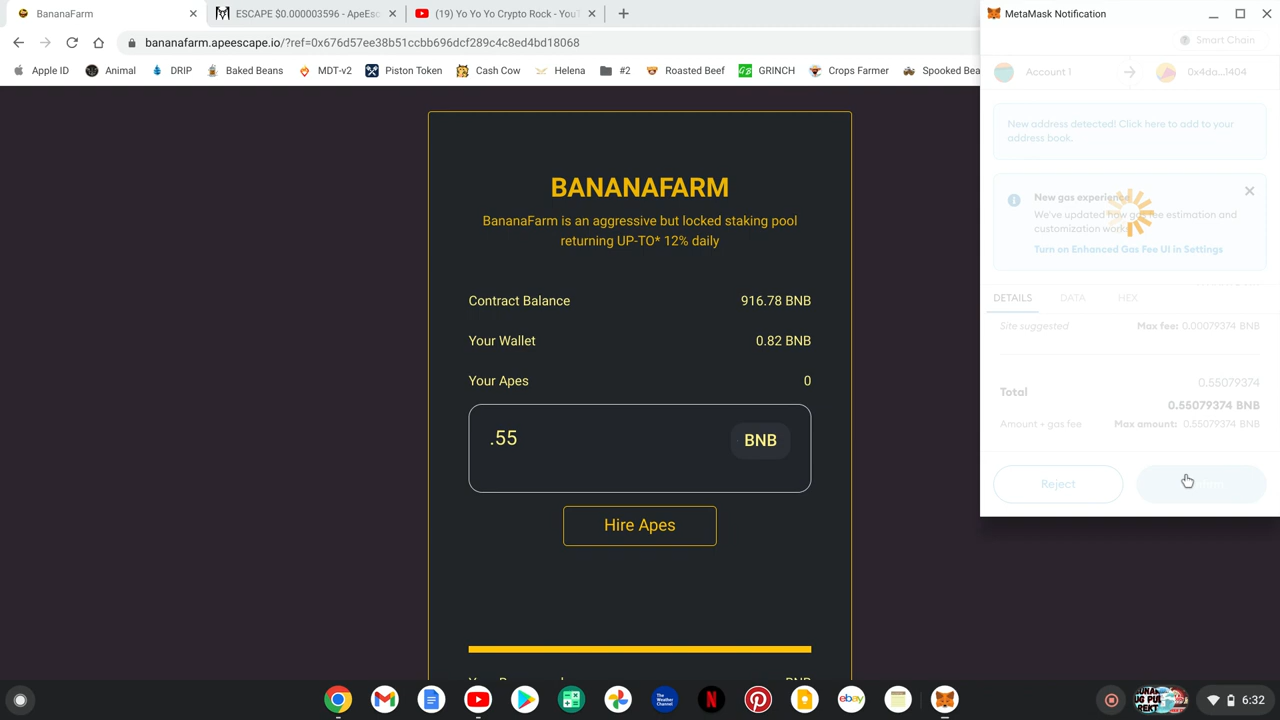 BananaFarm
ESCAPE $0.000003596 - ApeEsc
(19) Yo Yo Yo Crypto Rock - You
bananafarm.apeescape.io/?ref=0x676d57ee38b51ccbb696dcf289c4c8ed4bd18068
Apple ID
Animal
DRIP
Baked Beans
MDT-v2
Piston Token
Cash Cow
Helena
#2
Roasted Beef
GRINCH
Crops Farmer
Spooked Bea
BANANAFARM
BananaFarm is an aggressive but locked staking pool
returning UP-TO* 12% daily
Contract Balance 916.78 BNB
Your Wallet 0.82 BNB
Your Apes 0
.55 BNB
Hire Apes
MetaMask Notification
Smart Chain
Account 1 0x4da...1404
New address detected! Click here to add to your
address book.
New gas experience
We've updated how gas fee estimation and
customization works
Turn on Enhanced Gas Fee UI in Settings
DETAILS DATA HEX
Site suggested Max fee: 0.00079374 BNB
0.55079374
Total
0.55079374 BNB
Amount + gas fee Max amount: 0.55079374 BNB
Reject
6:32